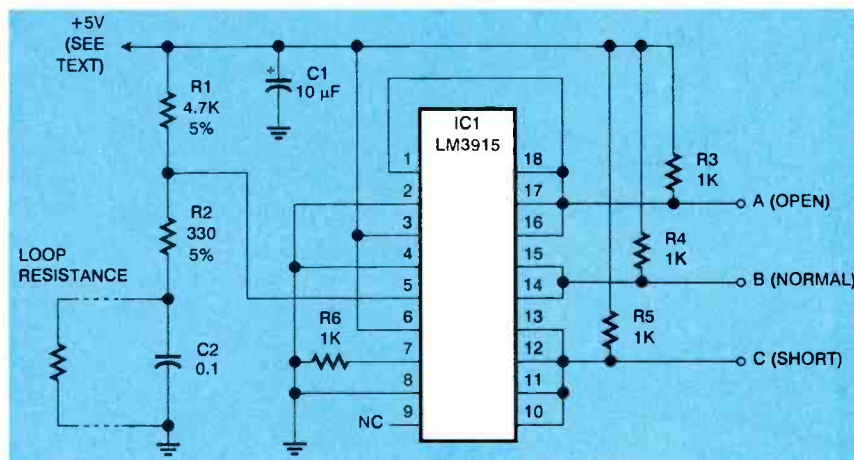 +5V
(SEE
TEXT)
R1
4.7K
5%
C1
10 µF
+
IC1
LM3915
R2
330
5%
LOOP
RESISTANCE
C2
0.1
R6
1K
NC
1
2
3
4
5
6
7
8
9
18
17
16
15
14
13
12
11
10
R3
1K
A (OPEN)
R4
1K
B (NORMAL)
R5
1K
C (SHORT)